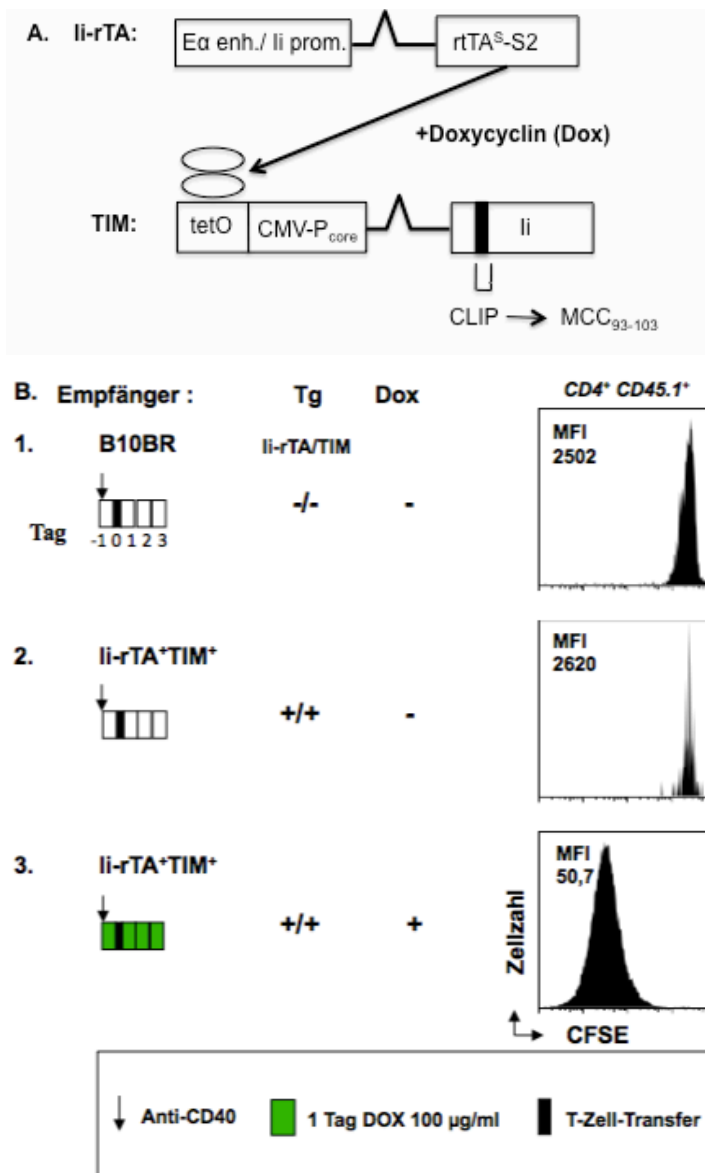 A. Ii-rTA: Eα enh./ Ii prom. rtTAS-S2
+Doxycyclin (Dox)
TIM: tetO CMV-Pcore Ii
CLIP → MCC93-103
B. Empfänger : Tg Dox CD4+ CD45.1+
1. B10BR Ii-rTA/TIM MFI
2502
-/- -
Tag -1 0 1 2 3
2. Ii-rTA+TIM+ MFI
2620
+/+ -
3. Ii-rTA+TIM+ MFI
50,7
+/+ +
Zellzahl
CFSE
Anti-CD40 1 Tag DOX 100 µg/ml T-Zell-Transfer